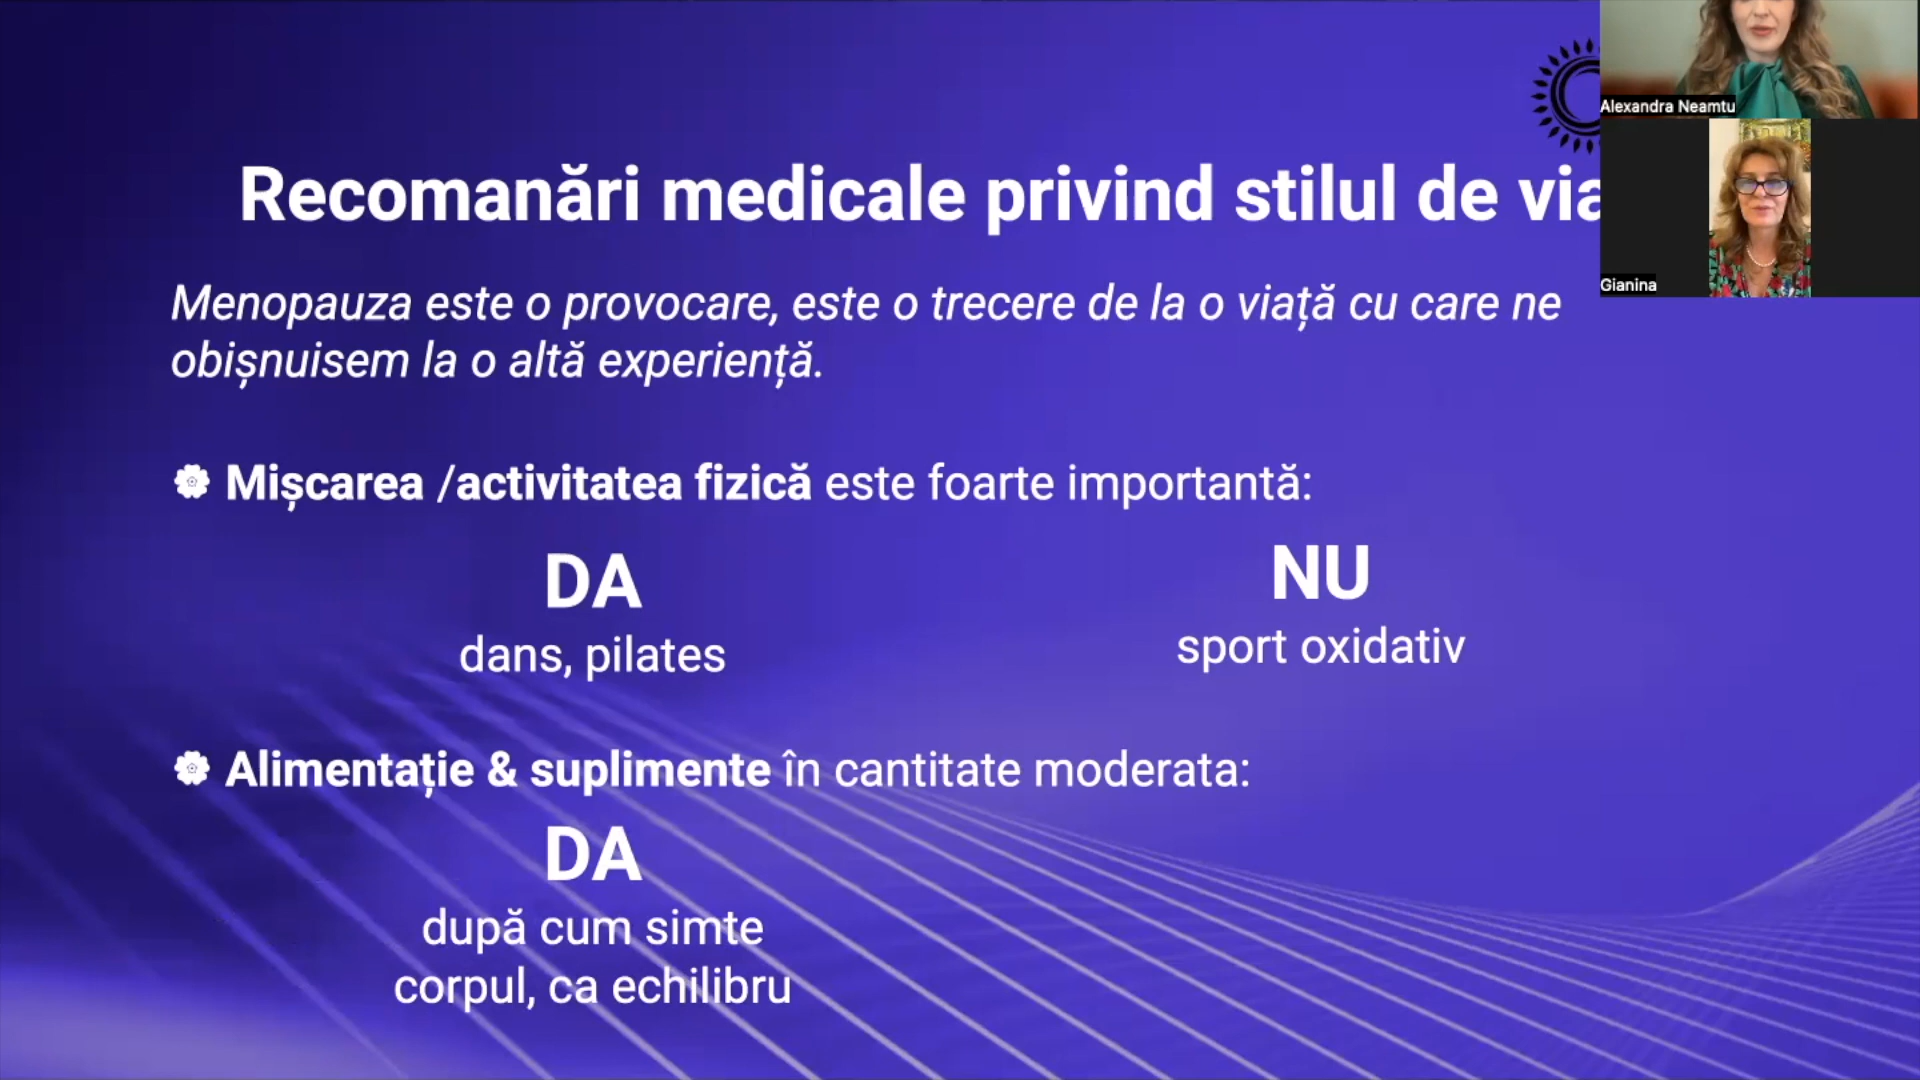 Recomanări medicale privind stilul de via
Menopauza este o provocare, este o trecere de la o viață cu care ne
obișnuisem la o altă experiență.
Mișcarea /activitatea fizică este foarte importantă:
DA
dans, pilates
NU
sport oxidativ
Alimentație & suplimente în cantitate moderata:
DA
după cum simte
corpul, ca echilibru
Alexandra Neamtu
Gianina